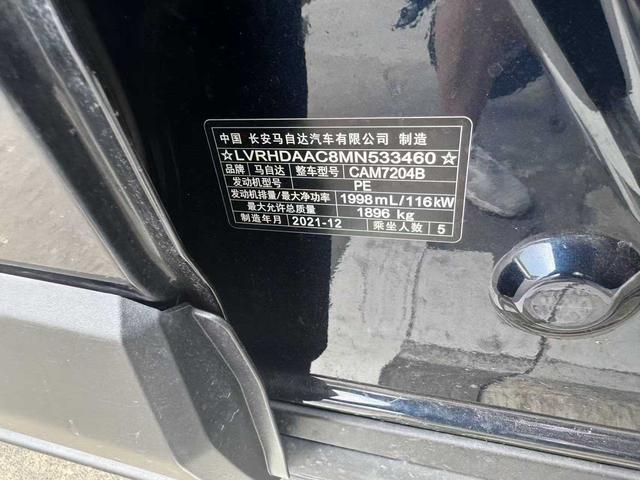 中国 长安马自达汽车有限公司 制造
☆LVRHDAAC8MN533460☆
品牌 马自达 整车型号 CAM7204B
发动机型号 PE
发动机排量/最大净功率 1998mL/116kW
最大允许总质量 1896 kg
制造年月 2021-12 乘坐人数 5